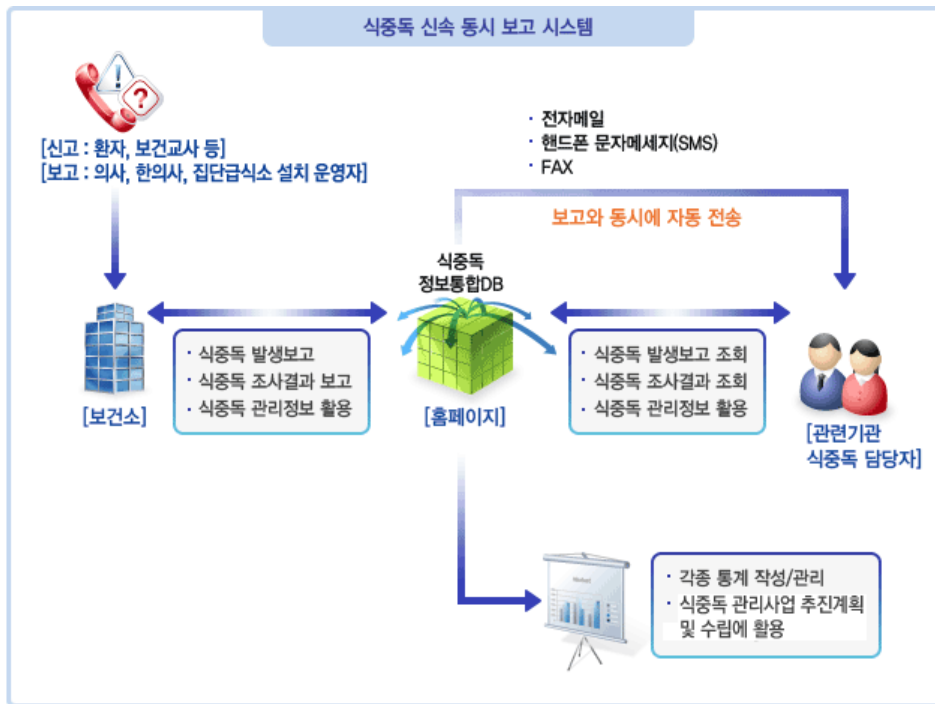 식중독 신속 동시 보고 시스템
[신고 : 환자, 보건교사 등]
[보고 : 의사, 한의사, 집단급식소 설치 운영자]
· 전자메일
· 핸드폰 문자메세지(SMS)
· FAX
보고와 동시에 자동 전송
식중독
정보통합DB
· 식중독 발생보고
· 식중독 조사결과 보고
· 식중독 관리정보 활용
· 식중독 발생보고 조회
· 식중독 조사결과 조회
· 식중독 관리정보 활용
[보건소]
[홈페이지]
[관련기관
식중독 담당자]
· 각종 통계 작성/관리
· 식중독 관리사업 추진계획
및 수립에 활용